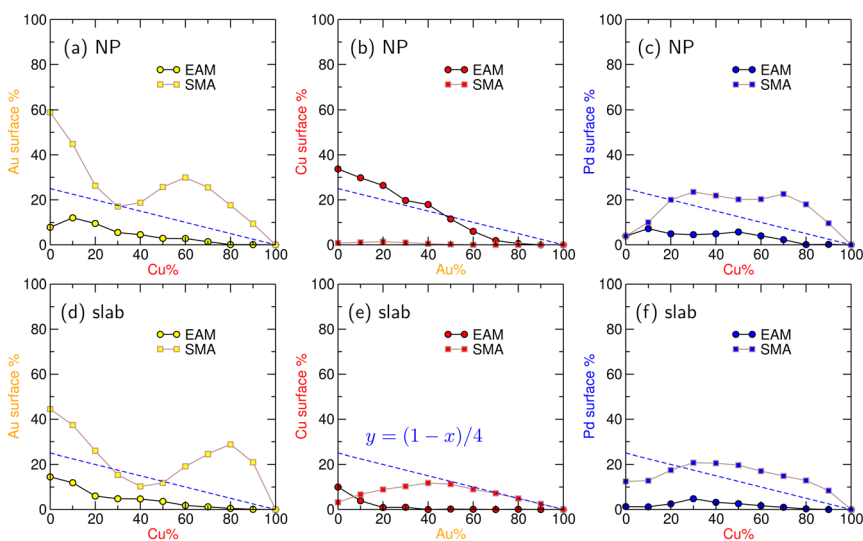 (a) NP
EAM
SMA
Au surface %
100
80
60
40
20
0
0 20 40 60 80 100
Cu%
(b) NP
EAM
SMA
Cu surface %
100
80
60
40
20
0
0 20 40 60 80 100
Au%
(c) NP
EAM
SMA
Pd surface %
100
80
60
40
20
0
0 20 40 60 80 100
Cu%
(d) slab
EAM
SMA
Au surface %
100
80
60
40
20
0
0 20 40 60 80 100
Cu%
(e) slab
EAM
SMA
y = (1 − x)/4
Cu surface %
100
80
60
40
20
0
0 20 40 60 80 100
Au%
(f) slab
EAM
SMA
Pd surface %
100
80
60
40
20
0
0 20 40 60 80 100
Cu%